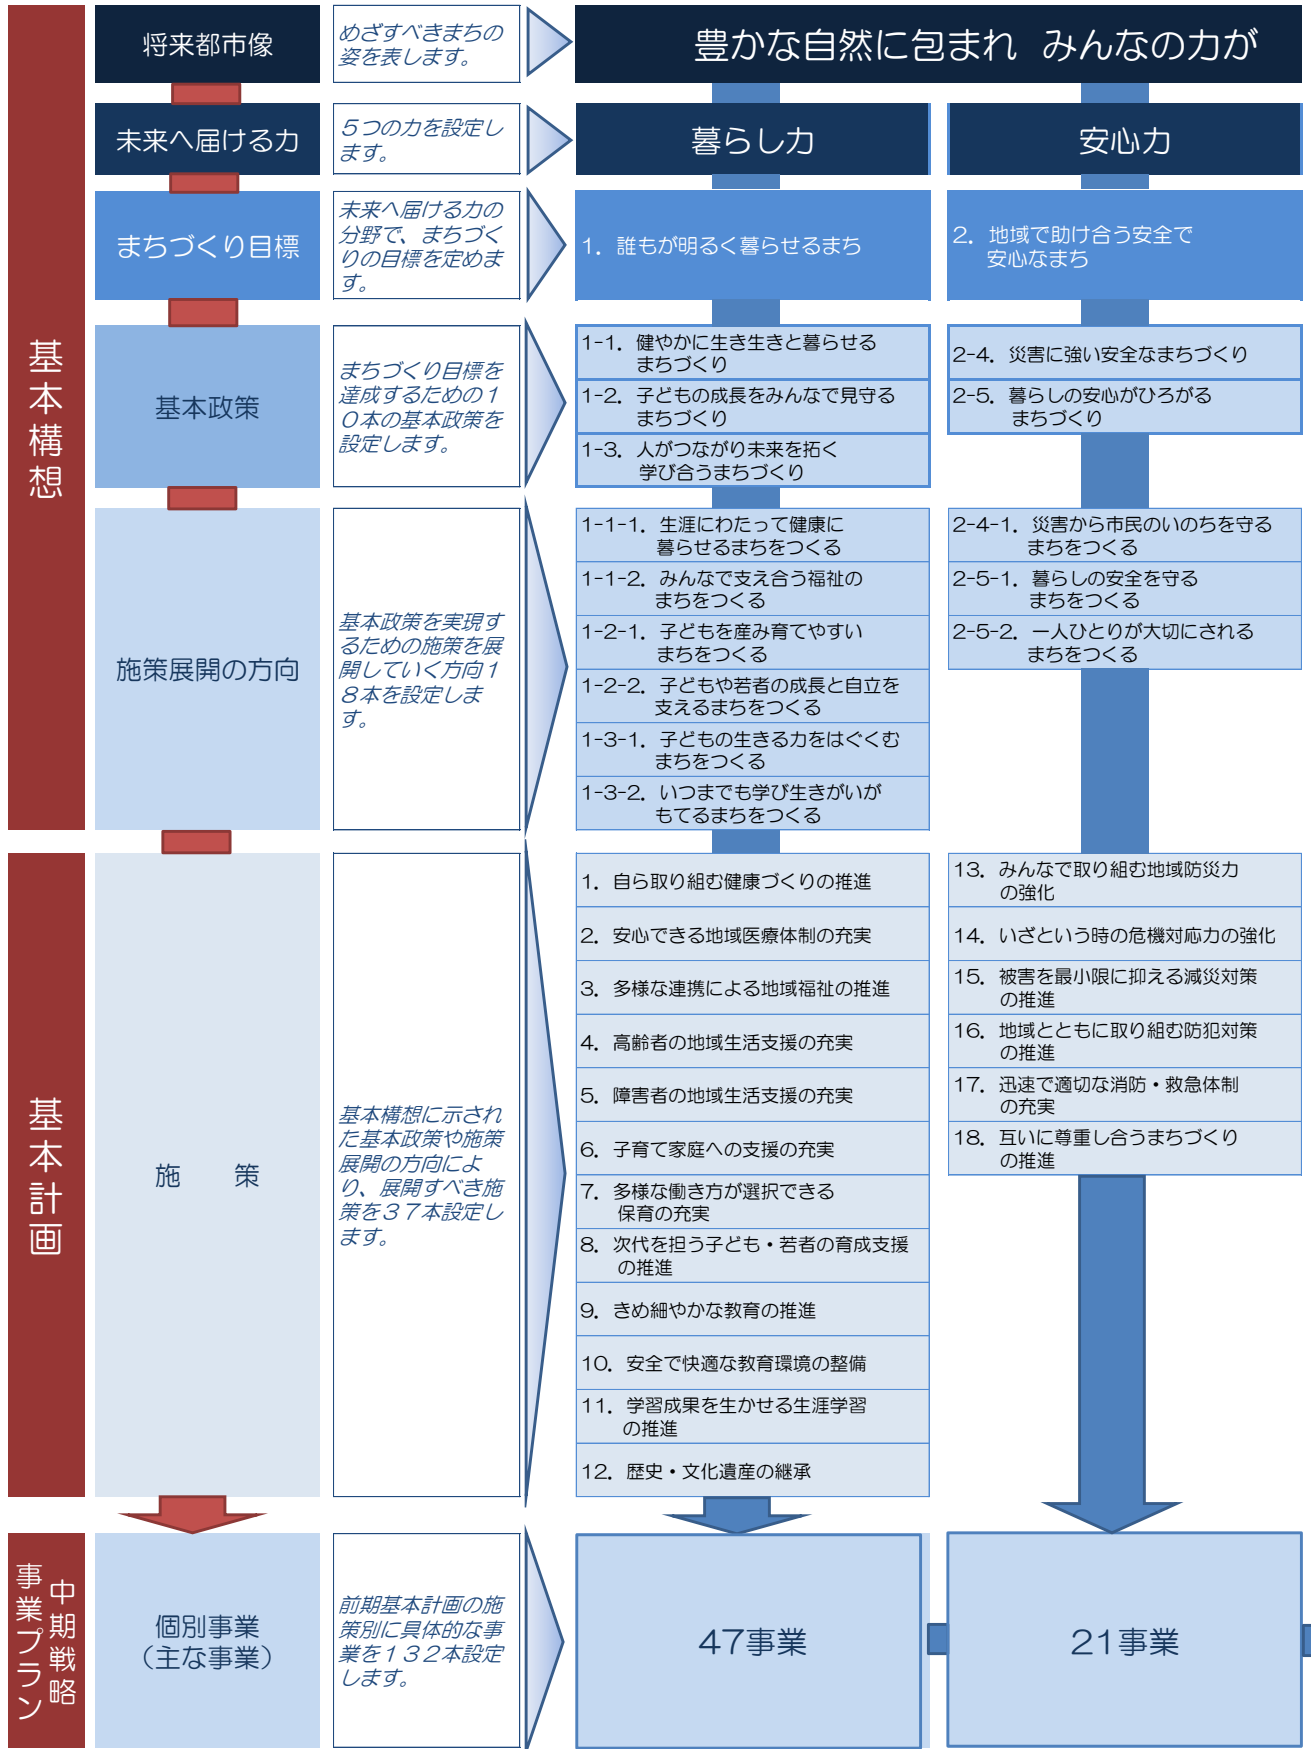 基本構想
将来都市像
めざすべきまちの
姿を表します。
豊かな自然に包まれ みんなの力が
未来へ届ける力
５つの力を設定し
ます。
暮らし力
安心力
まちづくり目標
未来へ届ける力の
分野で、まちづく
りの目標を定めま
す。
1．誰もが明るく暮らせるまち
2．地域で助け合う安全で
安心なまち
基本政策
まちづくり目標を
達成するための１
０本の基本政策を
設定します。
1-1．健やかに生き生きと暮らせる
まちづくり
1-2．子どもの成長をみんなで見守る
まちづくり
1-3．人がつながり未来を拓く
学び合うまちづくり
2-4．災害に強い安全なまちづくり
2-5．暮らしの安心がひろがる
まちづくり
施策展開の方向
基本政策を実現す
るための施策を展
開していく方向１
８本を設定しま
す。
1-1-1．生涯にわたって健康に
暮らせるまちをつくる
1-1-2．みんなで支え合う福祉の
まちをつくる
1-2-1．子どもを産み育てやすい
まちをつくる
1-2-2．子どもや若者の成長と自立を
支えるまちをつくる
1-3-1．子どもの生きる力をはぐくむ
まちをつくる
1-3-2．いつまでも学び生きがいが
もてるまちをつくる
2-4-1．災害から市民のいのちを守る
まちをつくる
2-5-1．暮らしの安全を守る
まちをつくる
2-5-2．一人ひとりが大切にされる
まちをつくる
基本計画
施　　策
基本構想に示され
た基本政策や施策
展開の方向によ
り、展開すべき施
策を３７本設定し
ます。
1．自ら取り組む健康づくりの推進
2．安心できる地域医療体制の充実
3．多様な連携による地域福祉の推進
4．高齢者の地域生活支援の充実
5．障害者の地域生活支援の充実
6．子育て家庭への支援の充実
7．多様な働き方が選択できる
保育の充実
8．次代を担う子ども・若者の育成支援
の推進
9．きめ細やかな教育の推進
10．安全で快適な教育環境の整備
11．学習成果を生かせる生涯学習
の推進
12．歴史・文化遺産の継承
13．みんなで取り組む地域防災力
の強化
14．いざという時の危機対応力の強化
15．被害を最小限に抑える減災対策
の推進
16．地域とともに取り組む防犯対策
の推進
17．迅速で適切な消防・救急体制
の充実
18．互いに尊重し合うまちづくり
の推進
中期戦略
事業プラン
個別事業
（主な事業）
前期基本計画の施
策別に具体的な事
業を１３２本設定
します。
47事業
21事業